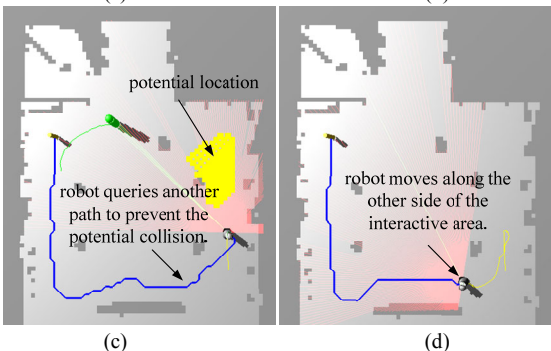 potential location
robot queries another
path to prevent the
potential collision.
robot moves along the
other side of the
interactive area.
(c)
(d)